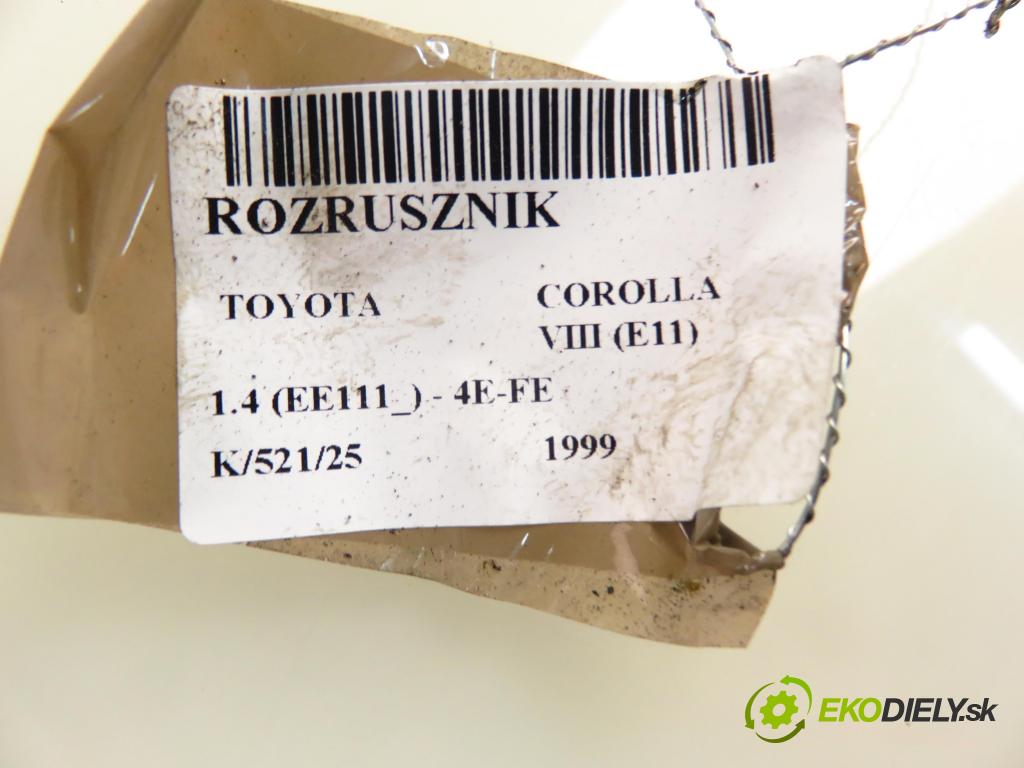 ROZRUSZNIK
TOYOTA COROLLA
VIII (E11)
1.4 (EE111_) - 4E-FE
K/521/25 1999
EKODIELY.sk